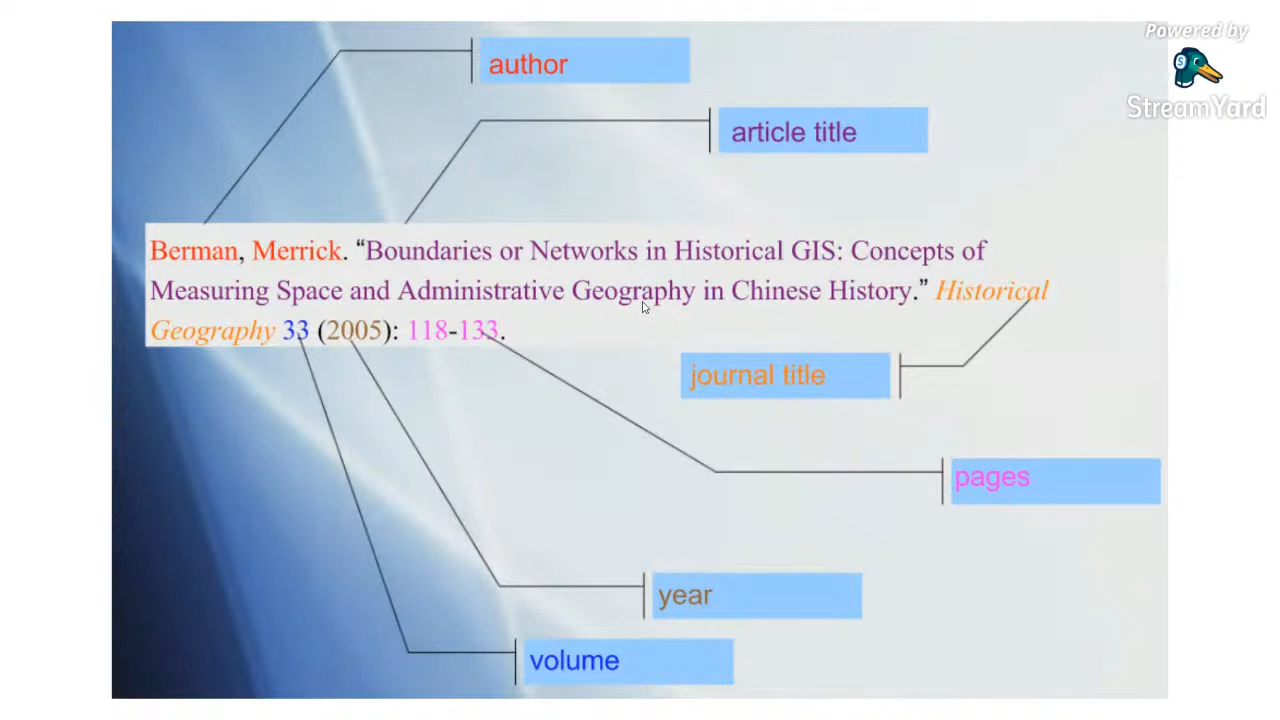 Powered by
StreamYard
author
article title
Berman, Merrick. “Boundaries or Networks in Historical GIS: Concepts of
Measuring Space and Administrative Geography in Chinese History.” Historical
Geography 33 (2005): 118-133.
journal title
pages
year
volume